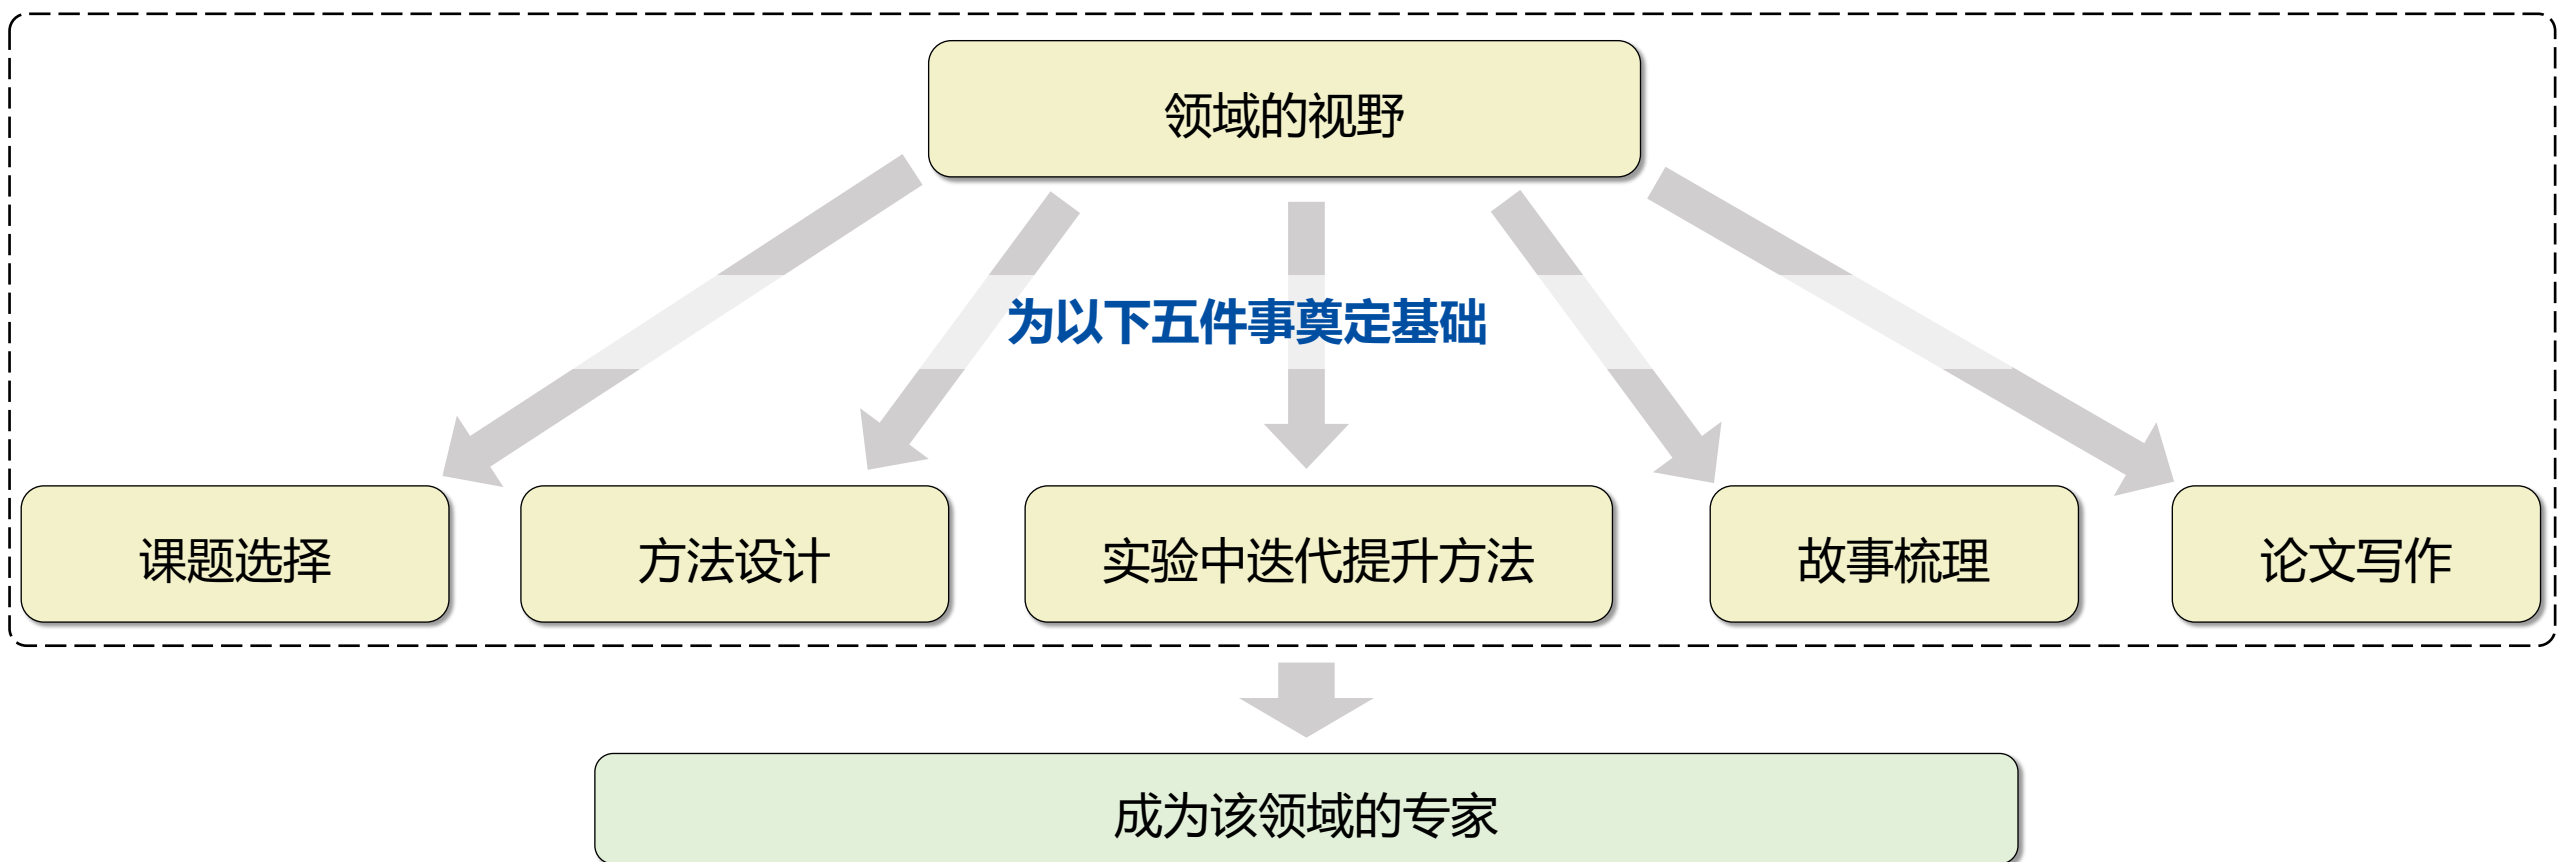 领域的视野
为以下五件事奠定基础
课题选择
方法设计
实验中迭代提升方法
故事梳理
论文写作
成为该领域的专家